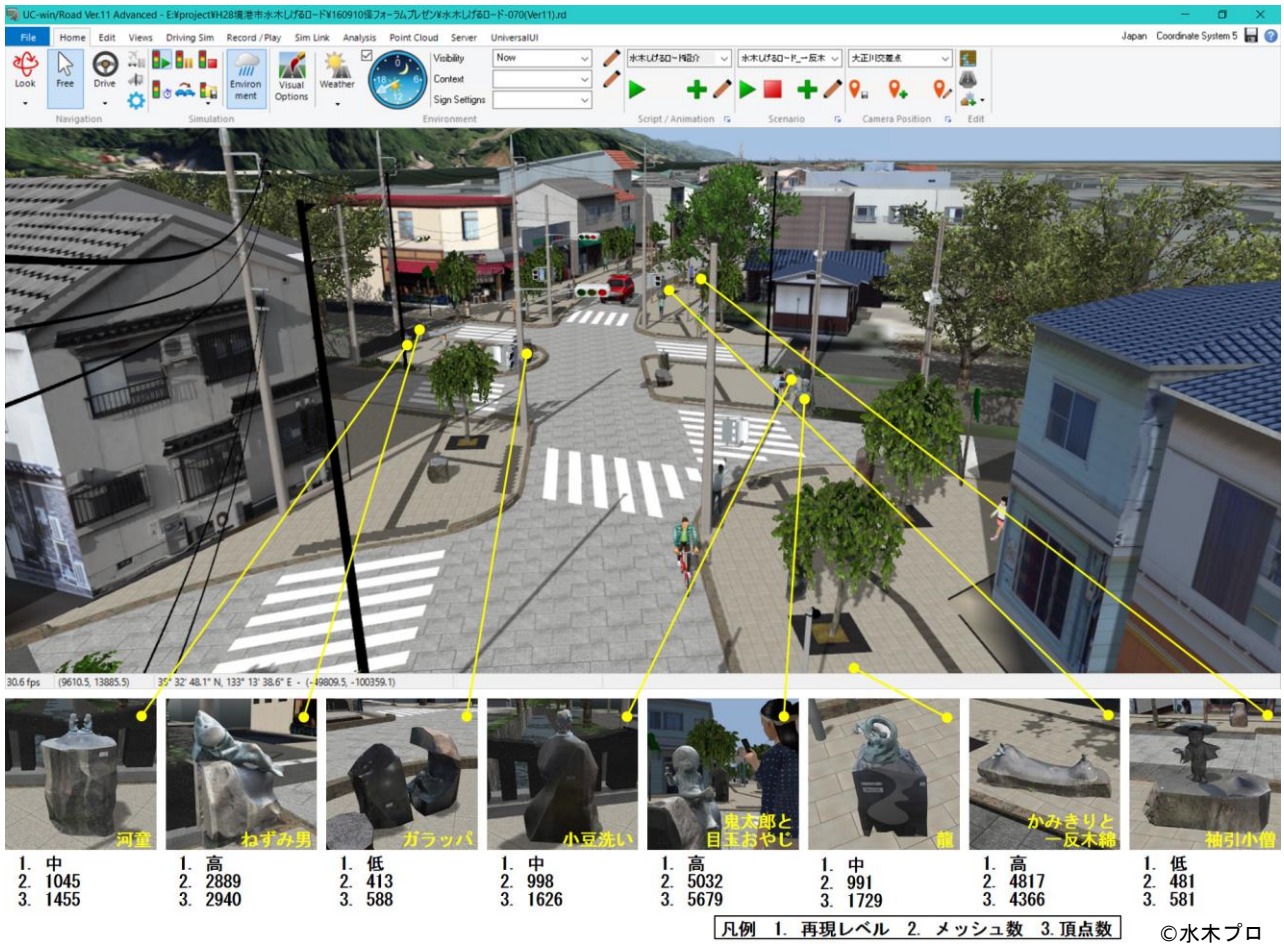 UC-win/Road Ver.11 Advanced - E:¥project¥H28境港市水木しげるロード¥160910怪フォーラムプレゼン¥水木しげるロード-070(Ver11).rd
File Home Edit Views Driving Sim Record / Play Sim Link Analysis Point Cloud Server UniversalUI
Japan Coordinate System 5
Look Free Drive
Environ
ment
Visual
Options
Weather
Visibility Now
Context
Sign Settigns
水木しげるロード紹介
水木しげるロード_一反木
大正川交差点
Navigation Simulation Environment Script / Animation Scenario Camera Position Edit
30.6 fps (9610.5, 13885.5) 35° 32' 48.1" N, 133° 13' 38.6" E - (-49809.5, -100359.1)
河童
ねずみ男
ガラッパ
小豆洗い
鬼太郎と
目玉おやじ
龍
かみきりと
一反木綿
袖引小僧
1. 中
2. 1045
3. 1455
1. 高
2. 2889
3. 2940
1. 低
2. 413
3. 588
1. 中
2. 998
3. 1626
1. 高
2. 5032
3. 5679
1. 中
2. 991
3. 1729
1. 高
2. 4817
3. 4366
1. 低
2. 481
3. 581
凡例 1. 再現レベル 2. メッシュ数 3. 頂点数
©水木プロ